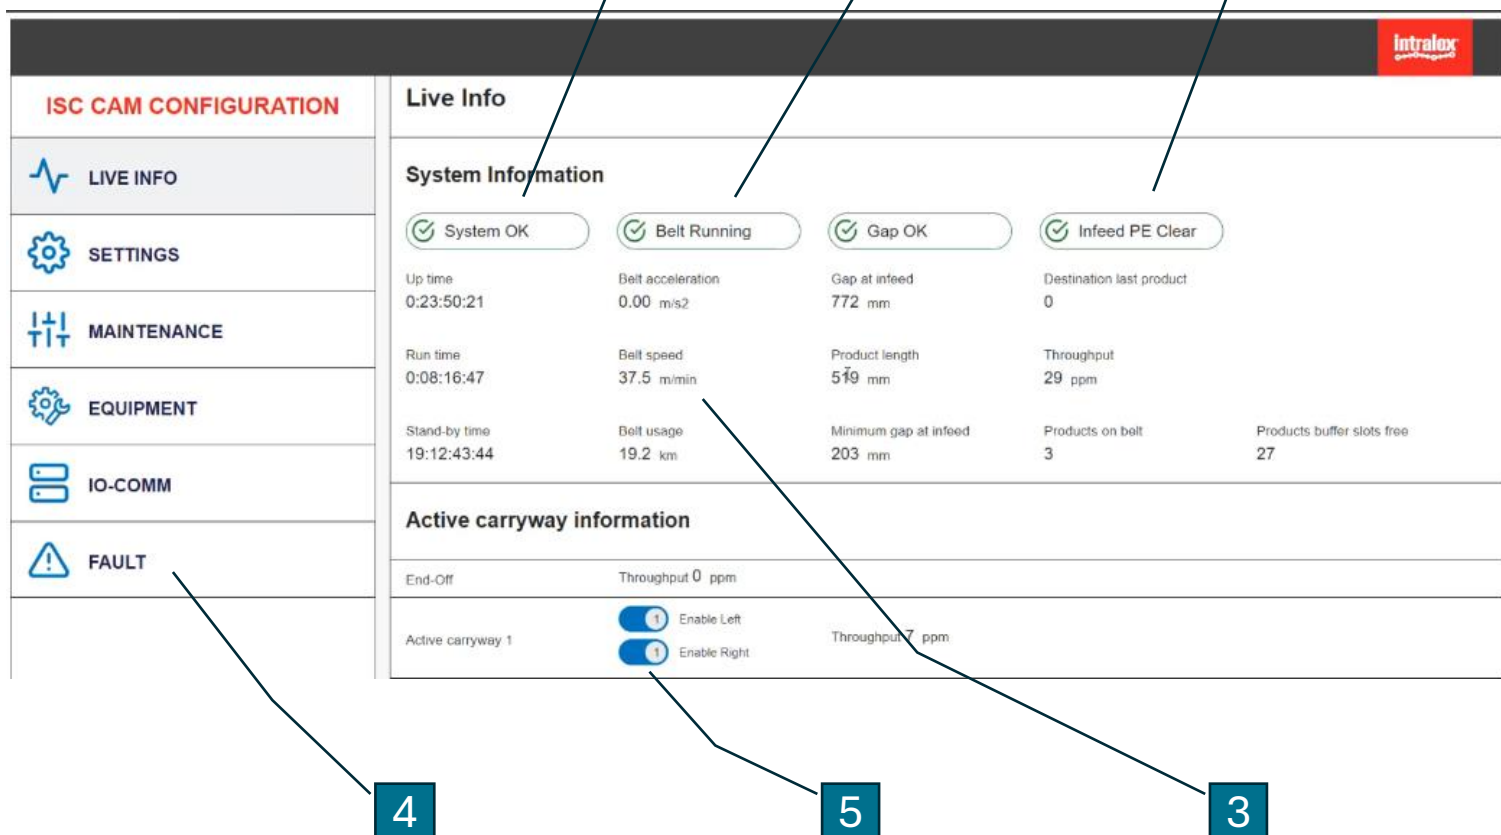 intralox
ISC CAM CONFIGURATION
Live Info
LIVE INFO
SETTINGS
MAINTENANCE
EQUIPMENT
IO-COMM
FAULT
System Information
System OK
Belt Running
Gap OK
Infeed PE Clear
Up time
0:23:50:21
Belt acceleration
0.00 m/s2
Gap at infeed
772 mm
Destination last product
0
Run time
0:08:16:47
Belt speed
37.5 m/min
Product length
519 mm
Throughput
29 ppm
Stand-by time
19:12:43:44
Belt usage
19.2 km
Minimum gap at infeed
203 mm
Products on belt
3
Products buffer slots free
27
Active carryway information
End-Off
Throughput 0 ppm
Active carryway 1
1 Enable Left
1 Enable Right
Throughput 7 ppm
4
5
3